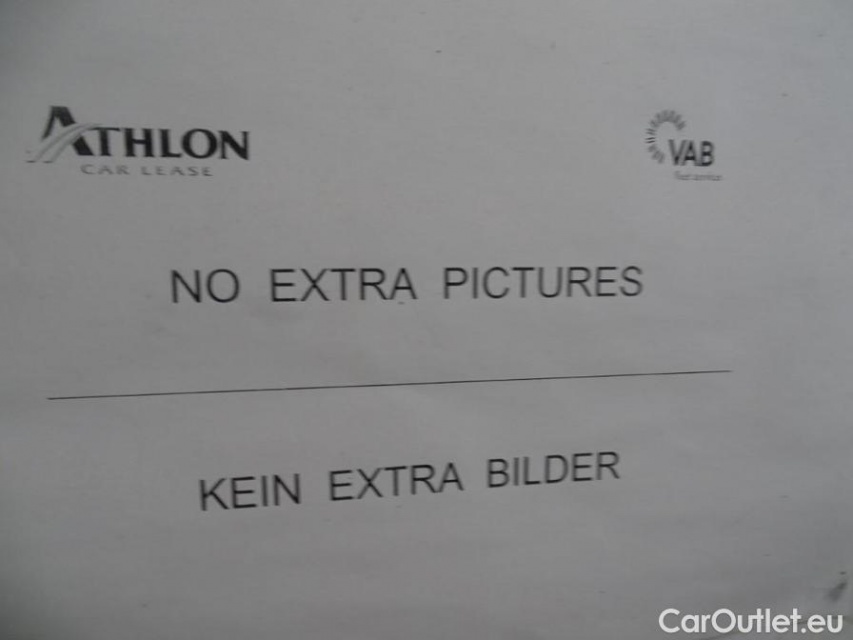 ATHLON
CAR LEASE
VAB
NO EXTRA PICTURES
KEIN EXTRA BILDER
CarOutlet.eu